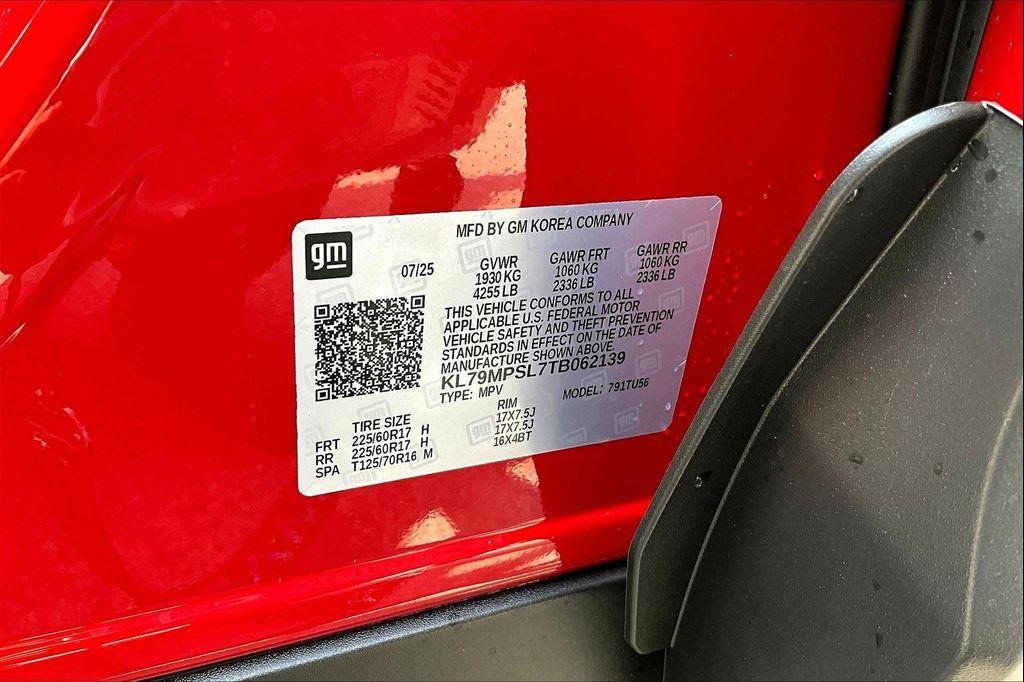 gm
MFD BY GM KOREA COMPANY
07/25
GVWR GAWR FRT GAWR RR
1930 KG 1060 KG 1060 KG
4255 LB 2336 LB 2336 LB
THIS VEHICLE CONFORMS TO ALL
APPLICABLE U.S. FEDERAL MOTOR
VEHICLE SAFETY AND THEFT PREVENTION
STANDARDS IN EFFECT ON THE DATE OF
MANUFACTURE SHOWN ABOVE.
KL79MPSL7TB062139
TYPE: MPV MODEL: 791TU56
TIRE SIZE RIM
FRT 225/60R17 H 17X7.5J
RR 225/60R17 H 17X7.5J
SPA T125/70R16 M 16X4BT